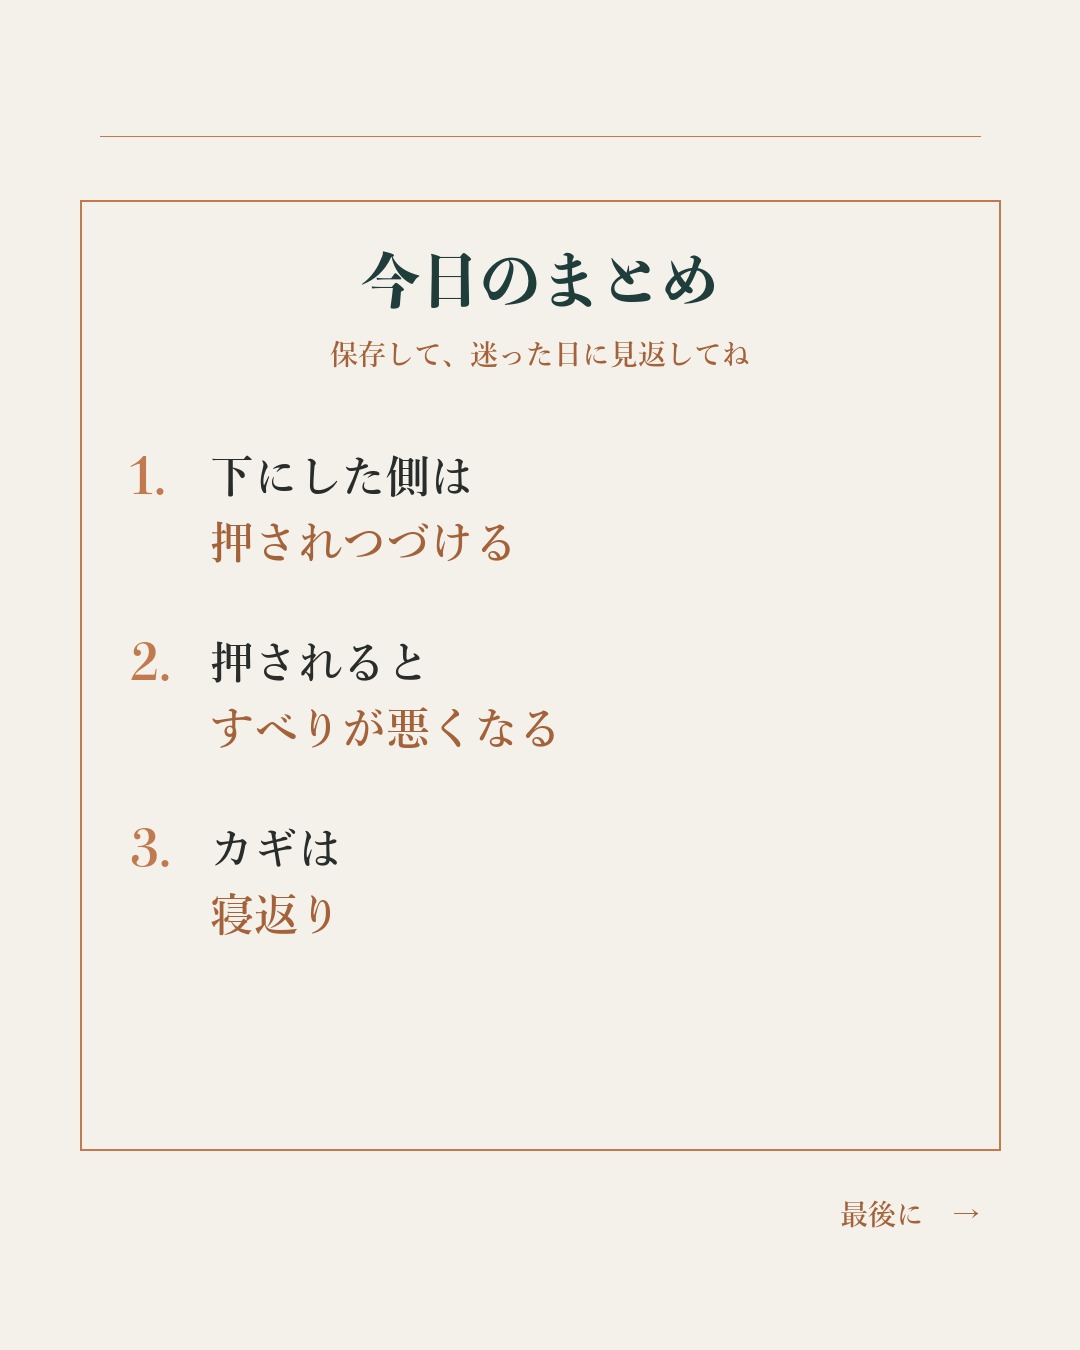 今日のまとめ
保存して、迷った日に見返してね
1. 下にした側は
押されつづける
2. 押されると
すべりが悪くなる
3. カギは
寝返り
最後に →